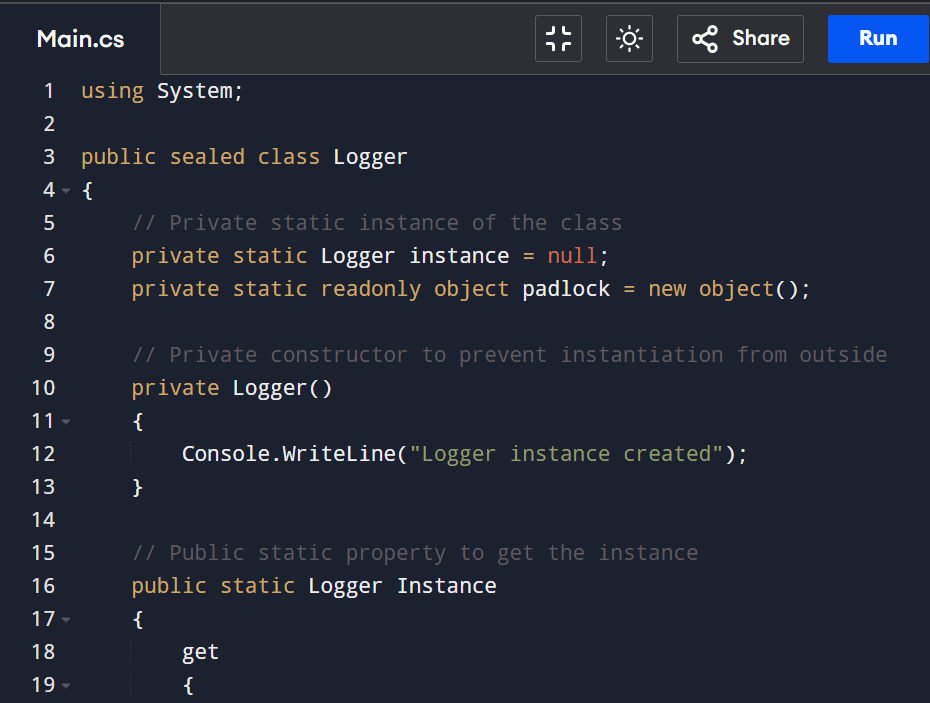 Main.cs
Share
Run
1 using System;
2
3 public sealed class Logger
4 {
5     // Private static instance of the class
6     private static Logger instance = null;
7     private static readonly object padlock = new object();
8
9     // Private constructor to prevent instantiation from outside
10     private Logger()
11     {
12         Console.WriteLine("Logger instance created");
13     }
14
15     // Public static property to get the instance
16     public static Logger Instance
17     {
18         get
19         {